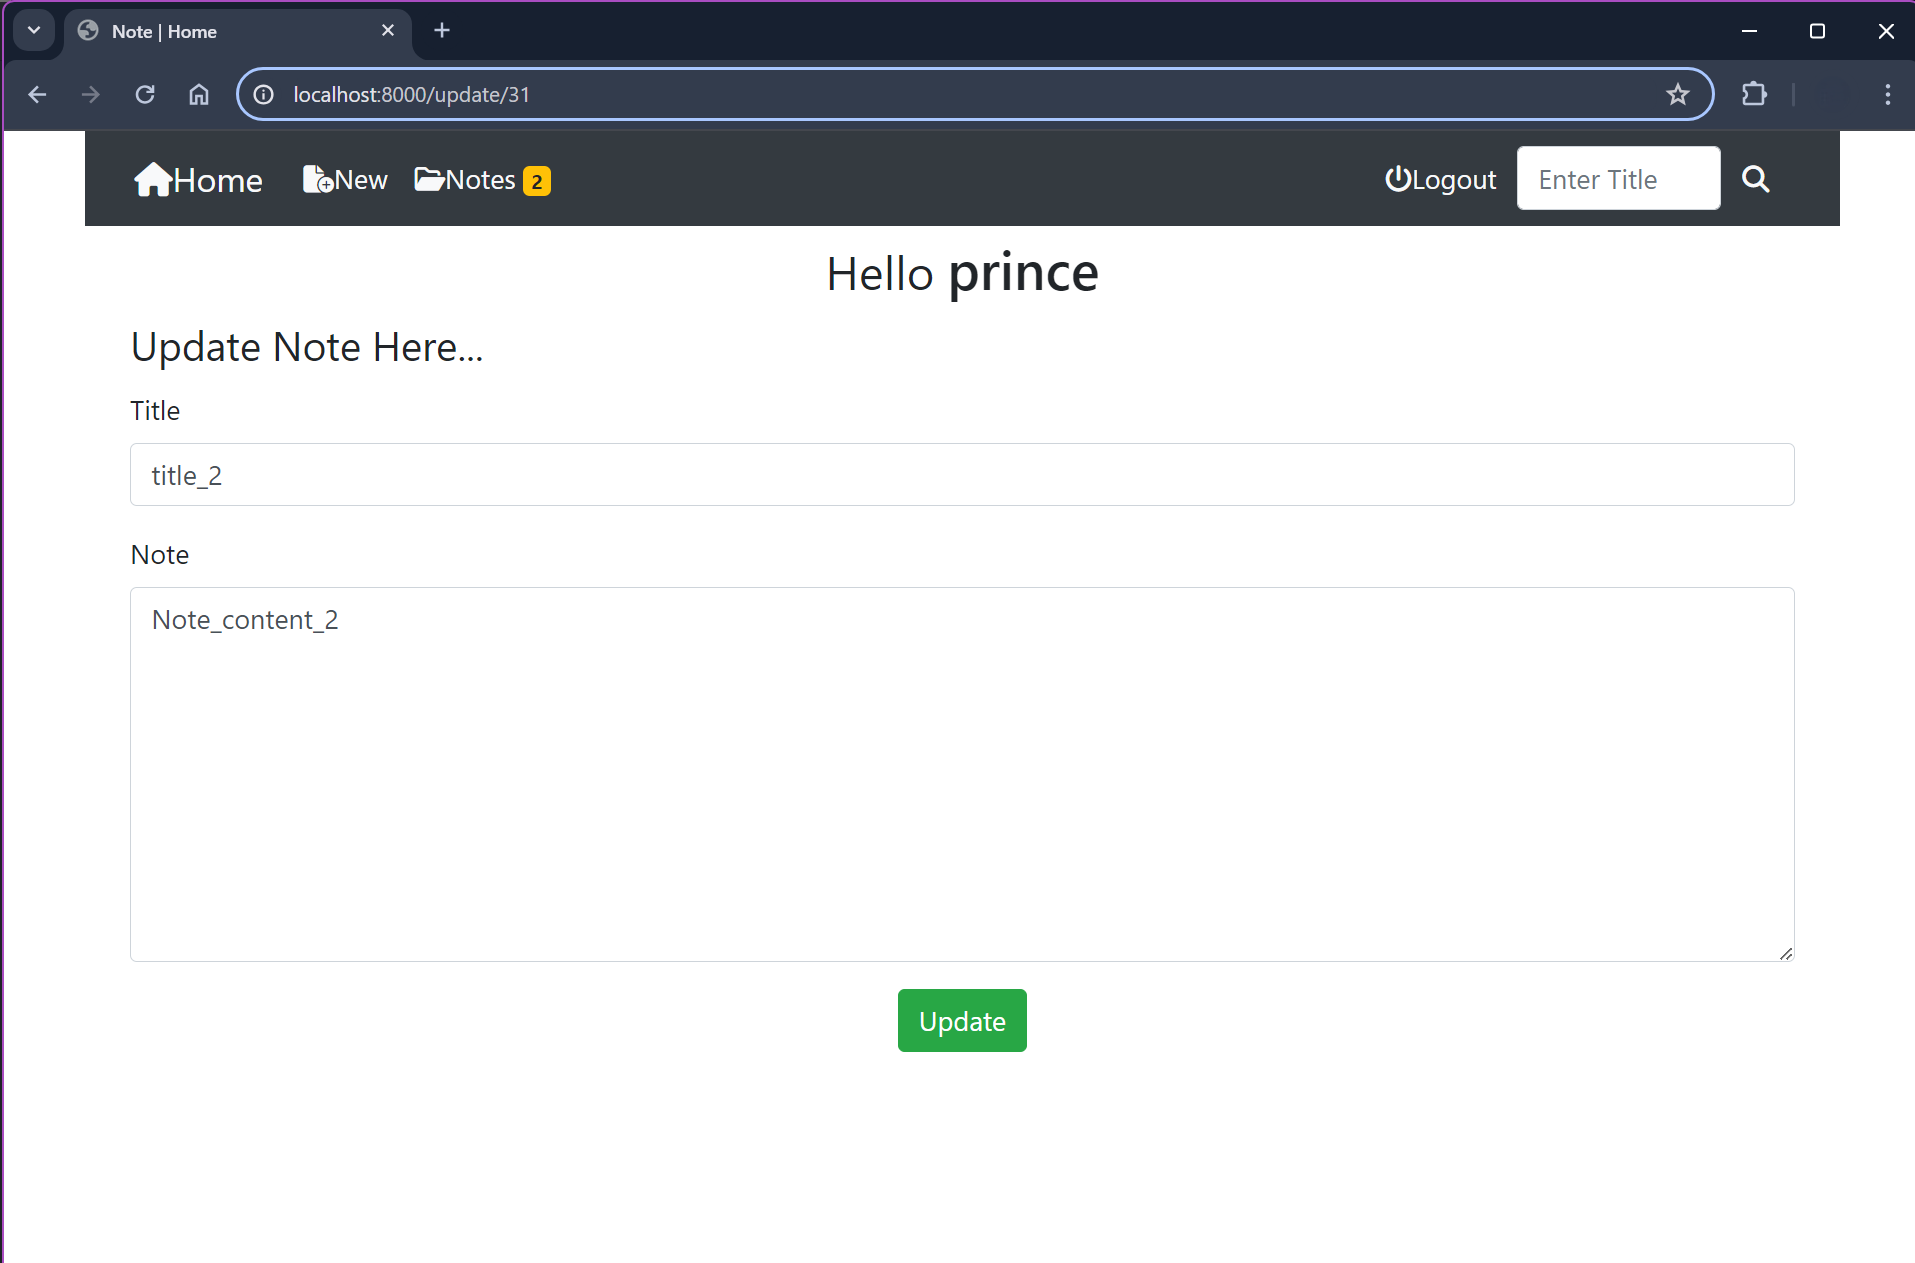 Note | Home
localhost:8000/update/31
Home New Notes 2 Logout Enter Title
Hello prince
Update Note Here...
Title
title_2
Note
Note_content_2
Update